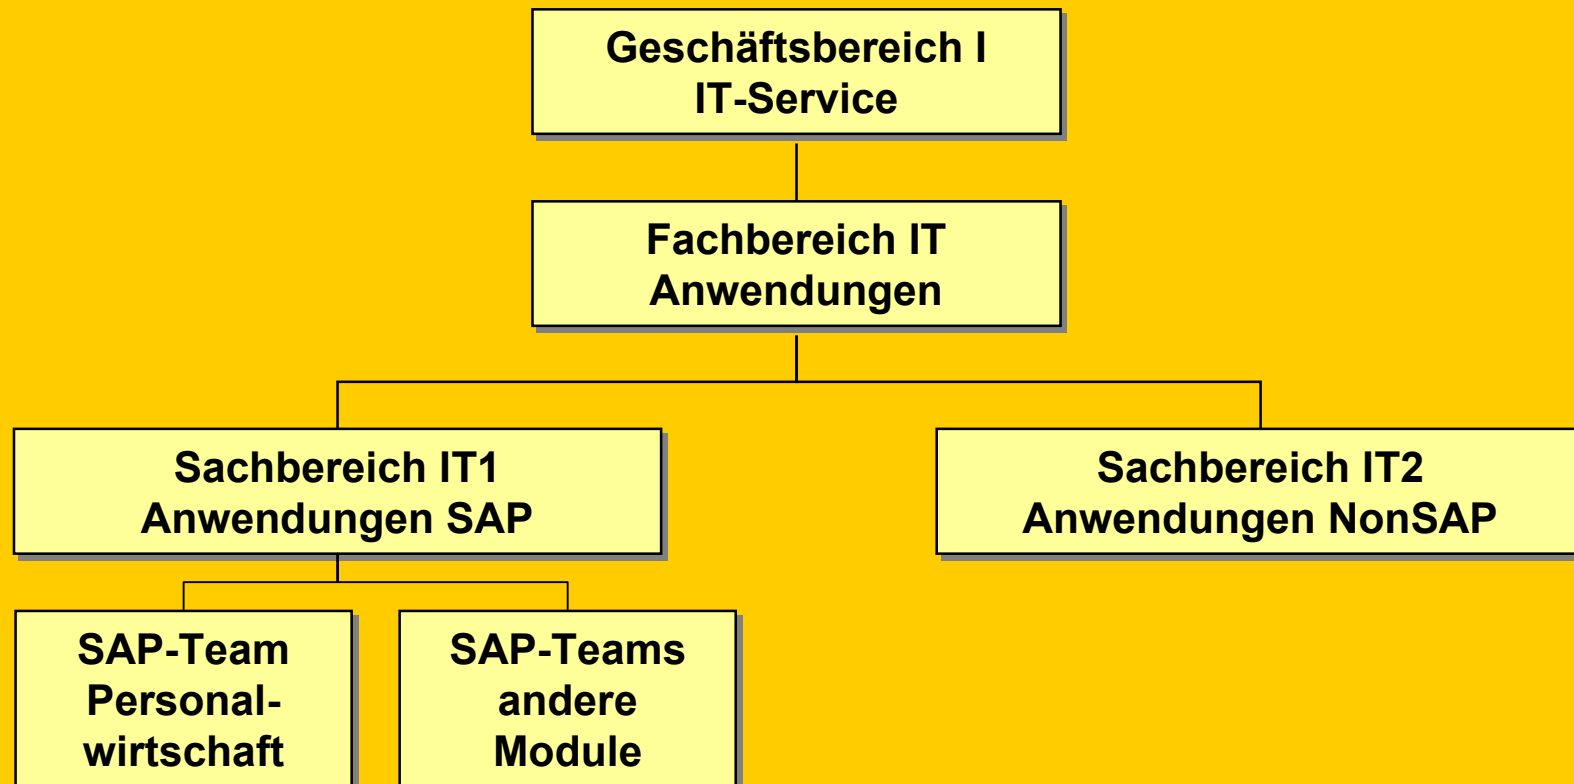 Geschäftsbereich I
IT-Service
Fachbereich IT
Anwendungen
Sachbereich IT1
Anwendungen SAP
Sachbereich IT2
Anwendungen NonSAP
SAP-Team
Personal-
wirtschaft
SAP-Teams
andere
Module